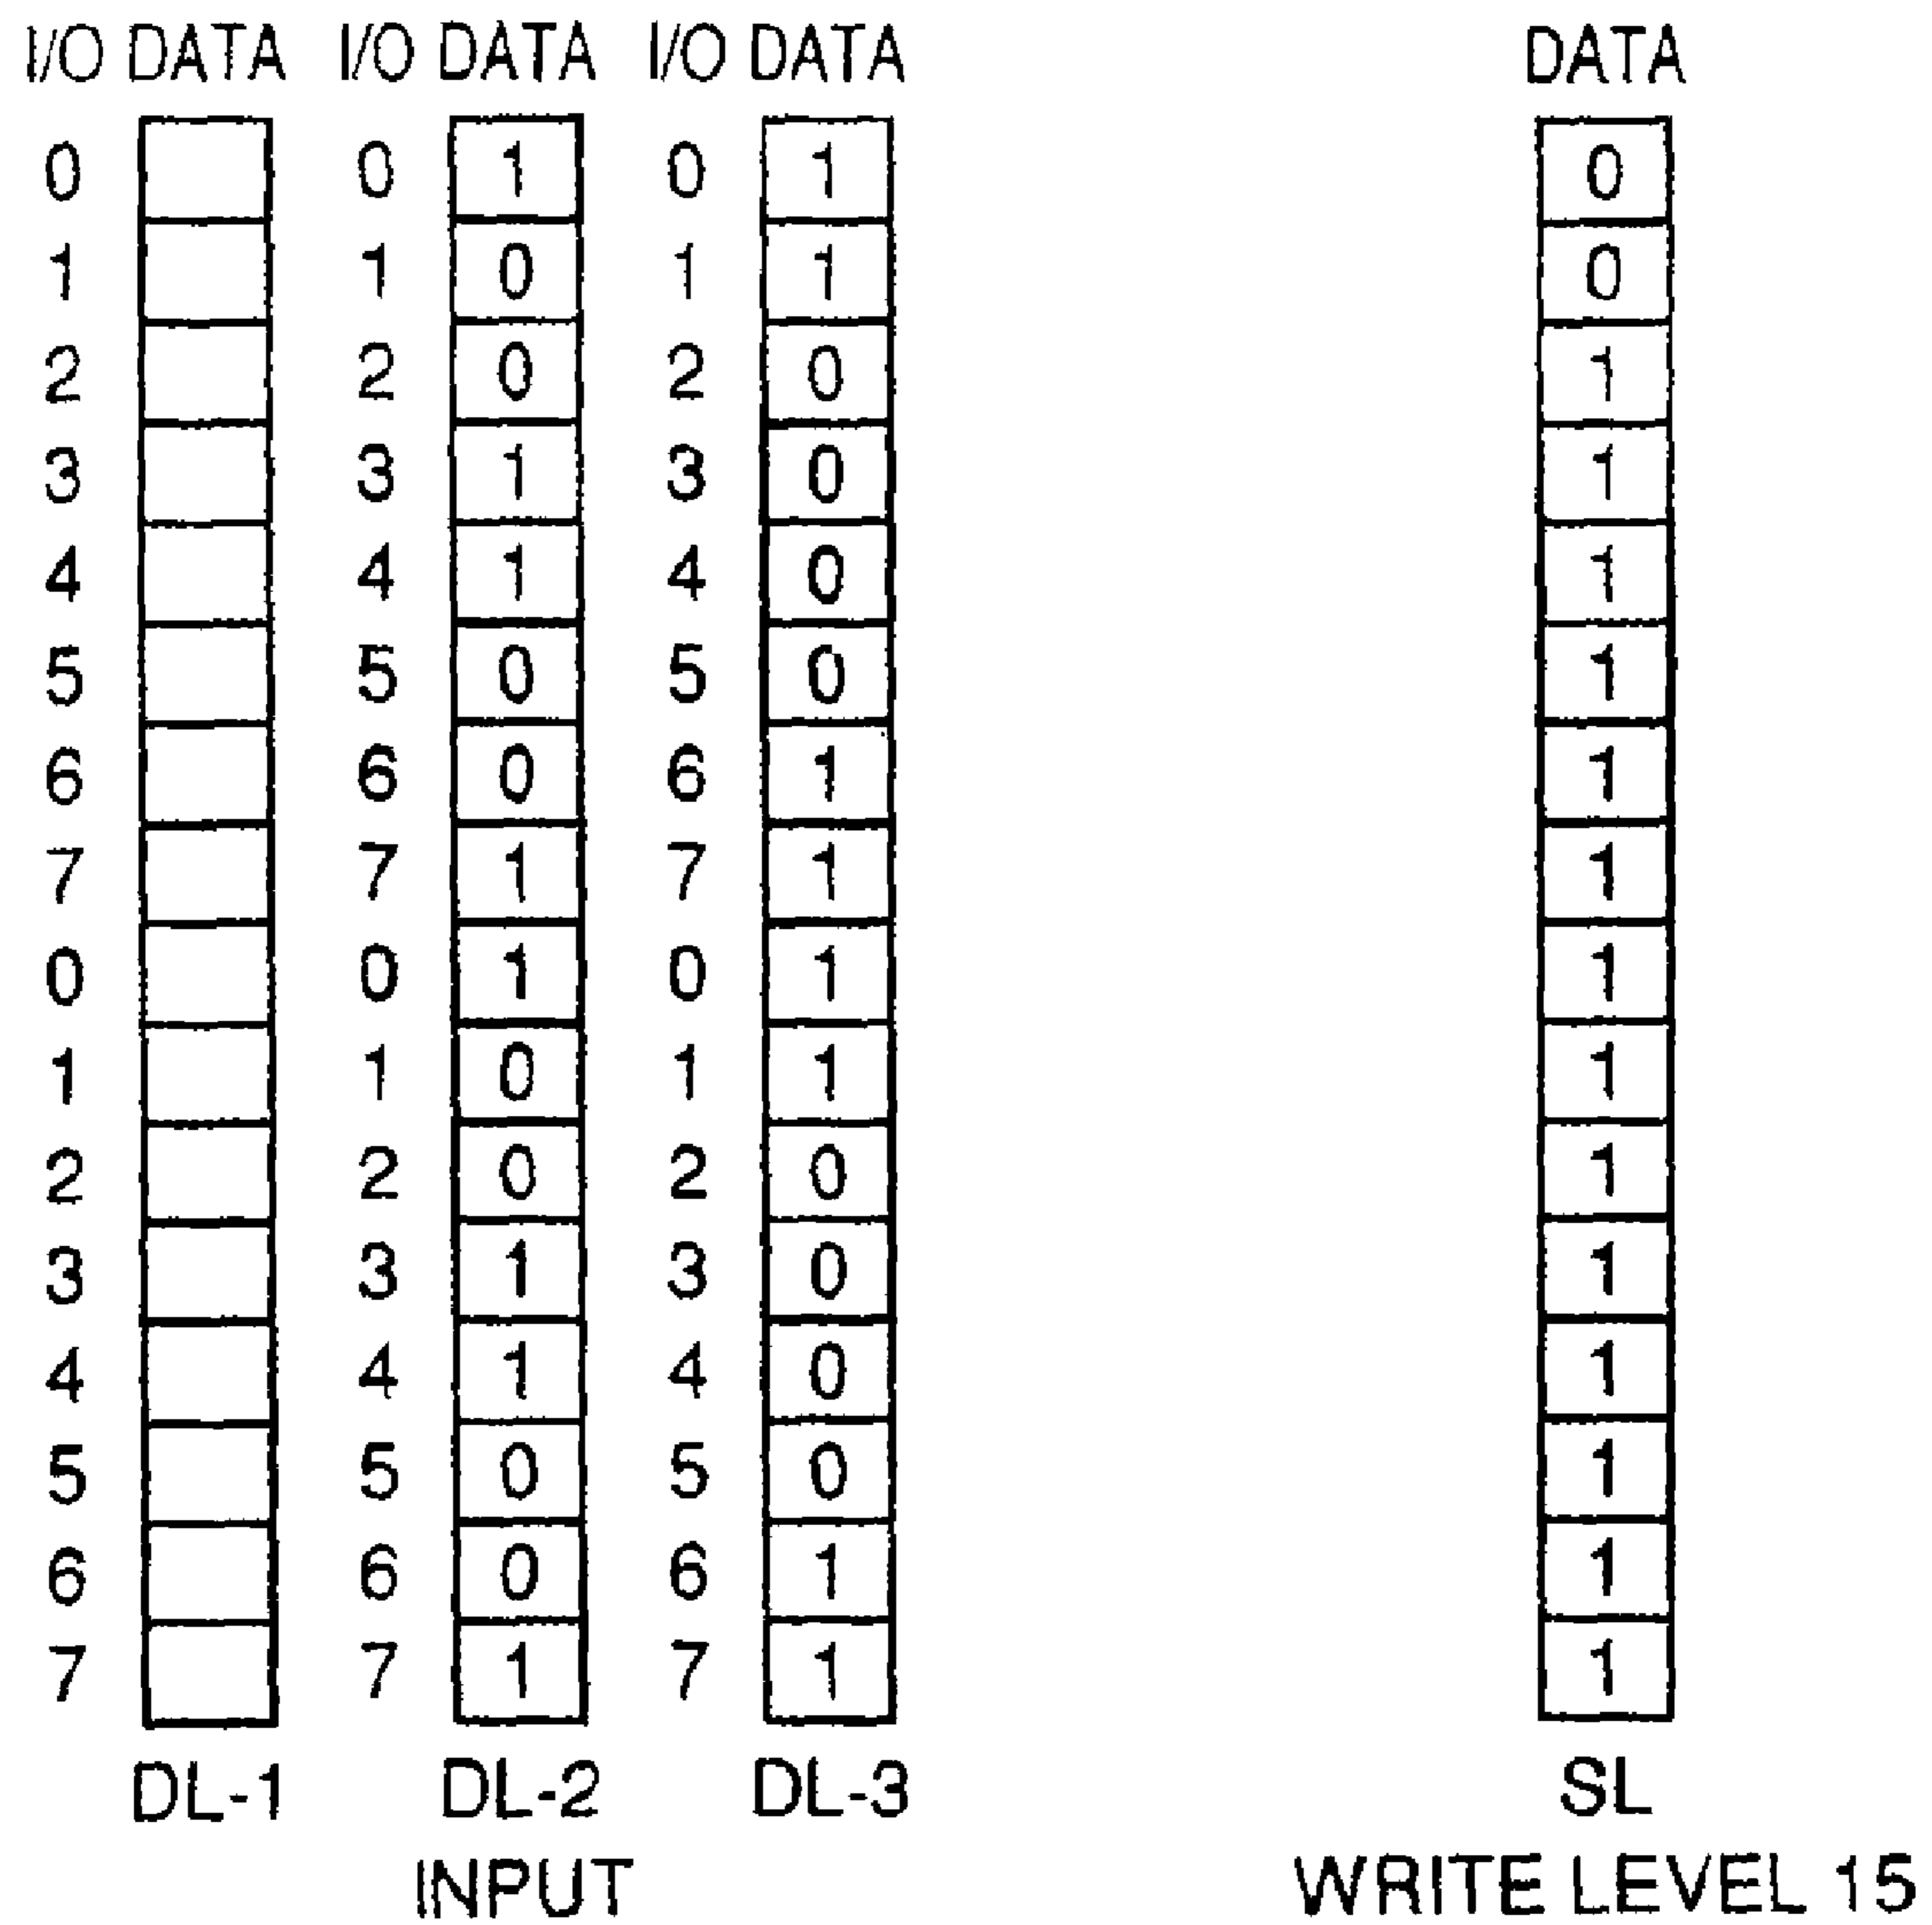 I/O DATA I/O DATA I/O DATA DATA
0 0 1 0 1 0
1 1 0 1 1 0
2 2 0 2 0 1
3 3 1 3 0 1
4 4 1 4 0 1
5 5 0 5 0 1
6 6 0 6 1 1
7 7 1 7 1 1
0 0 1 0 1 1
1 1 0 1 1 1
2 2 0 2 0 1
3 3 1 3 0 1
4 4 1 4 0 1
5 5 0 5 0 1
6 6 0 6 1 1
7 7 1 7 1 1
DL-1 DL-2 DL-3 SL
INPUT WRITE LEVEL 15